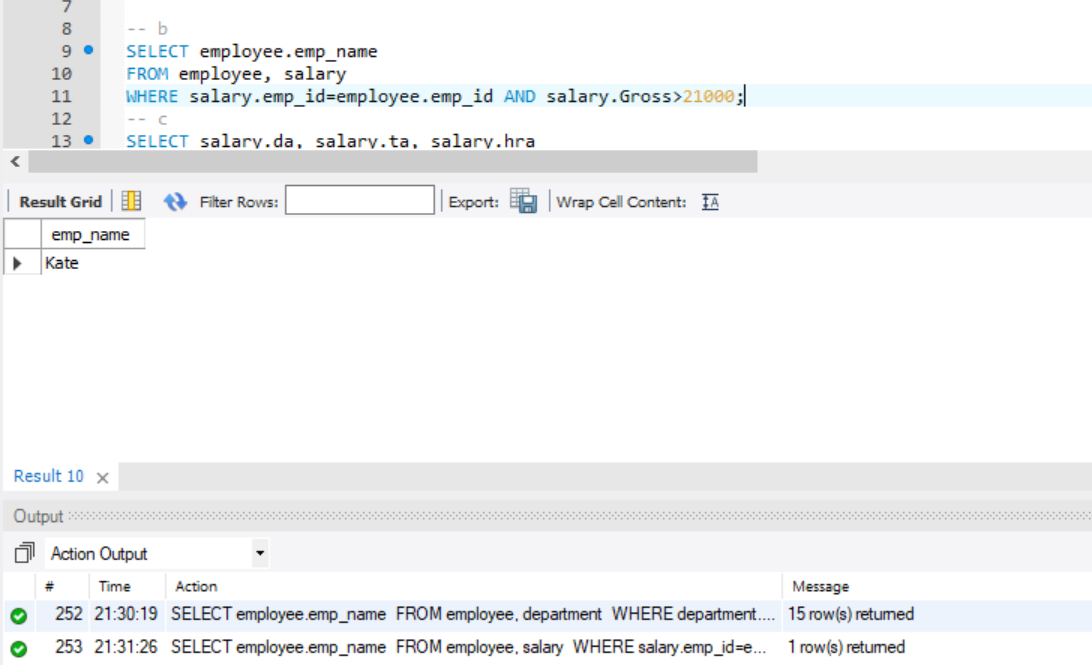 7
8 -- b
9 SELECT employee.emp_name
10 FROM employee, salary
11 WHERE salary.emp_id=employee.emp_id AND salary.Gross>21000;
12 -- c
13 SELECT salary.da, salary.ta, salary.hra
Result Grid Filter Rows: Export: Wrap Cell Content: IA
emp_name
Kate
Result 10
Output
Action Output
# Time Action Message
252 21:30:19 SELECT employee.emp_name FROM employee, department WHERE department.... 15 row(s) returned
253 21:31:26 SELECT employee.emp_name FROM employee, salary WHERE salary.emp_id=e... 1 row(s) returned